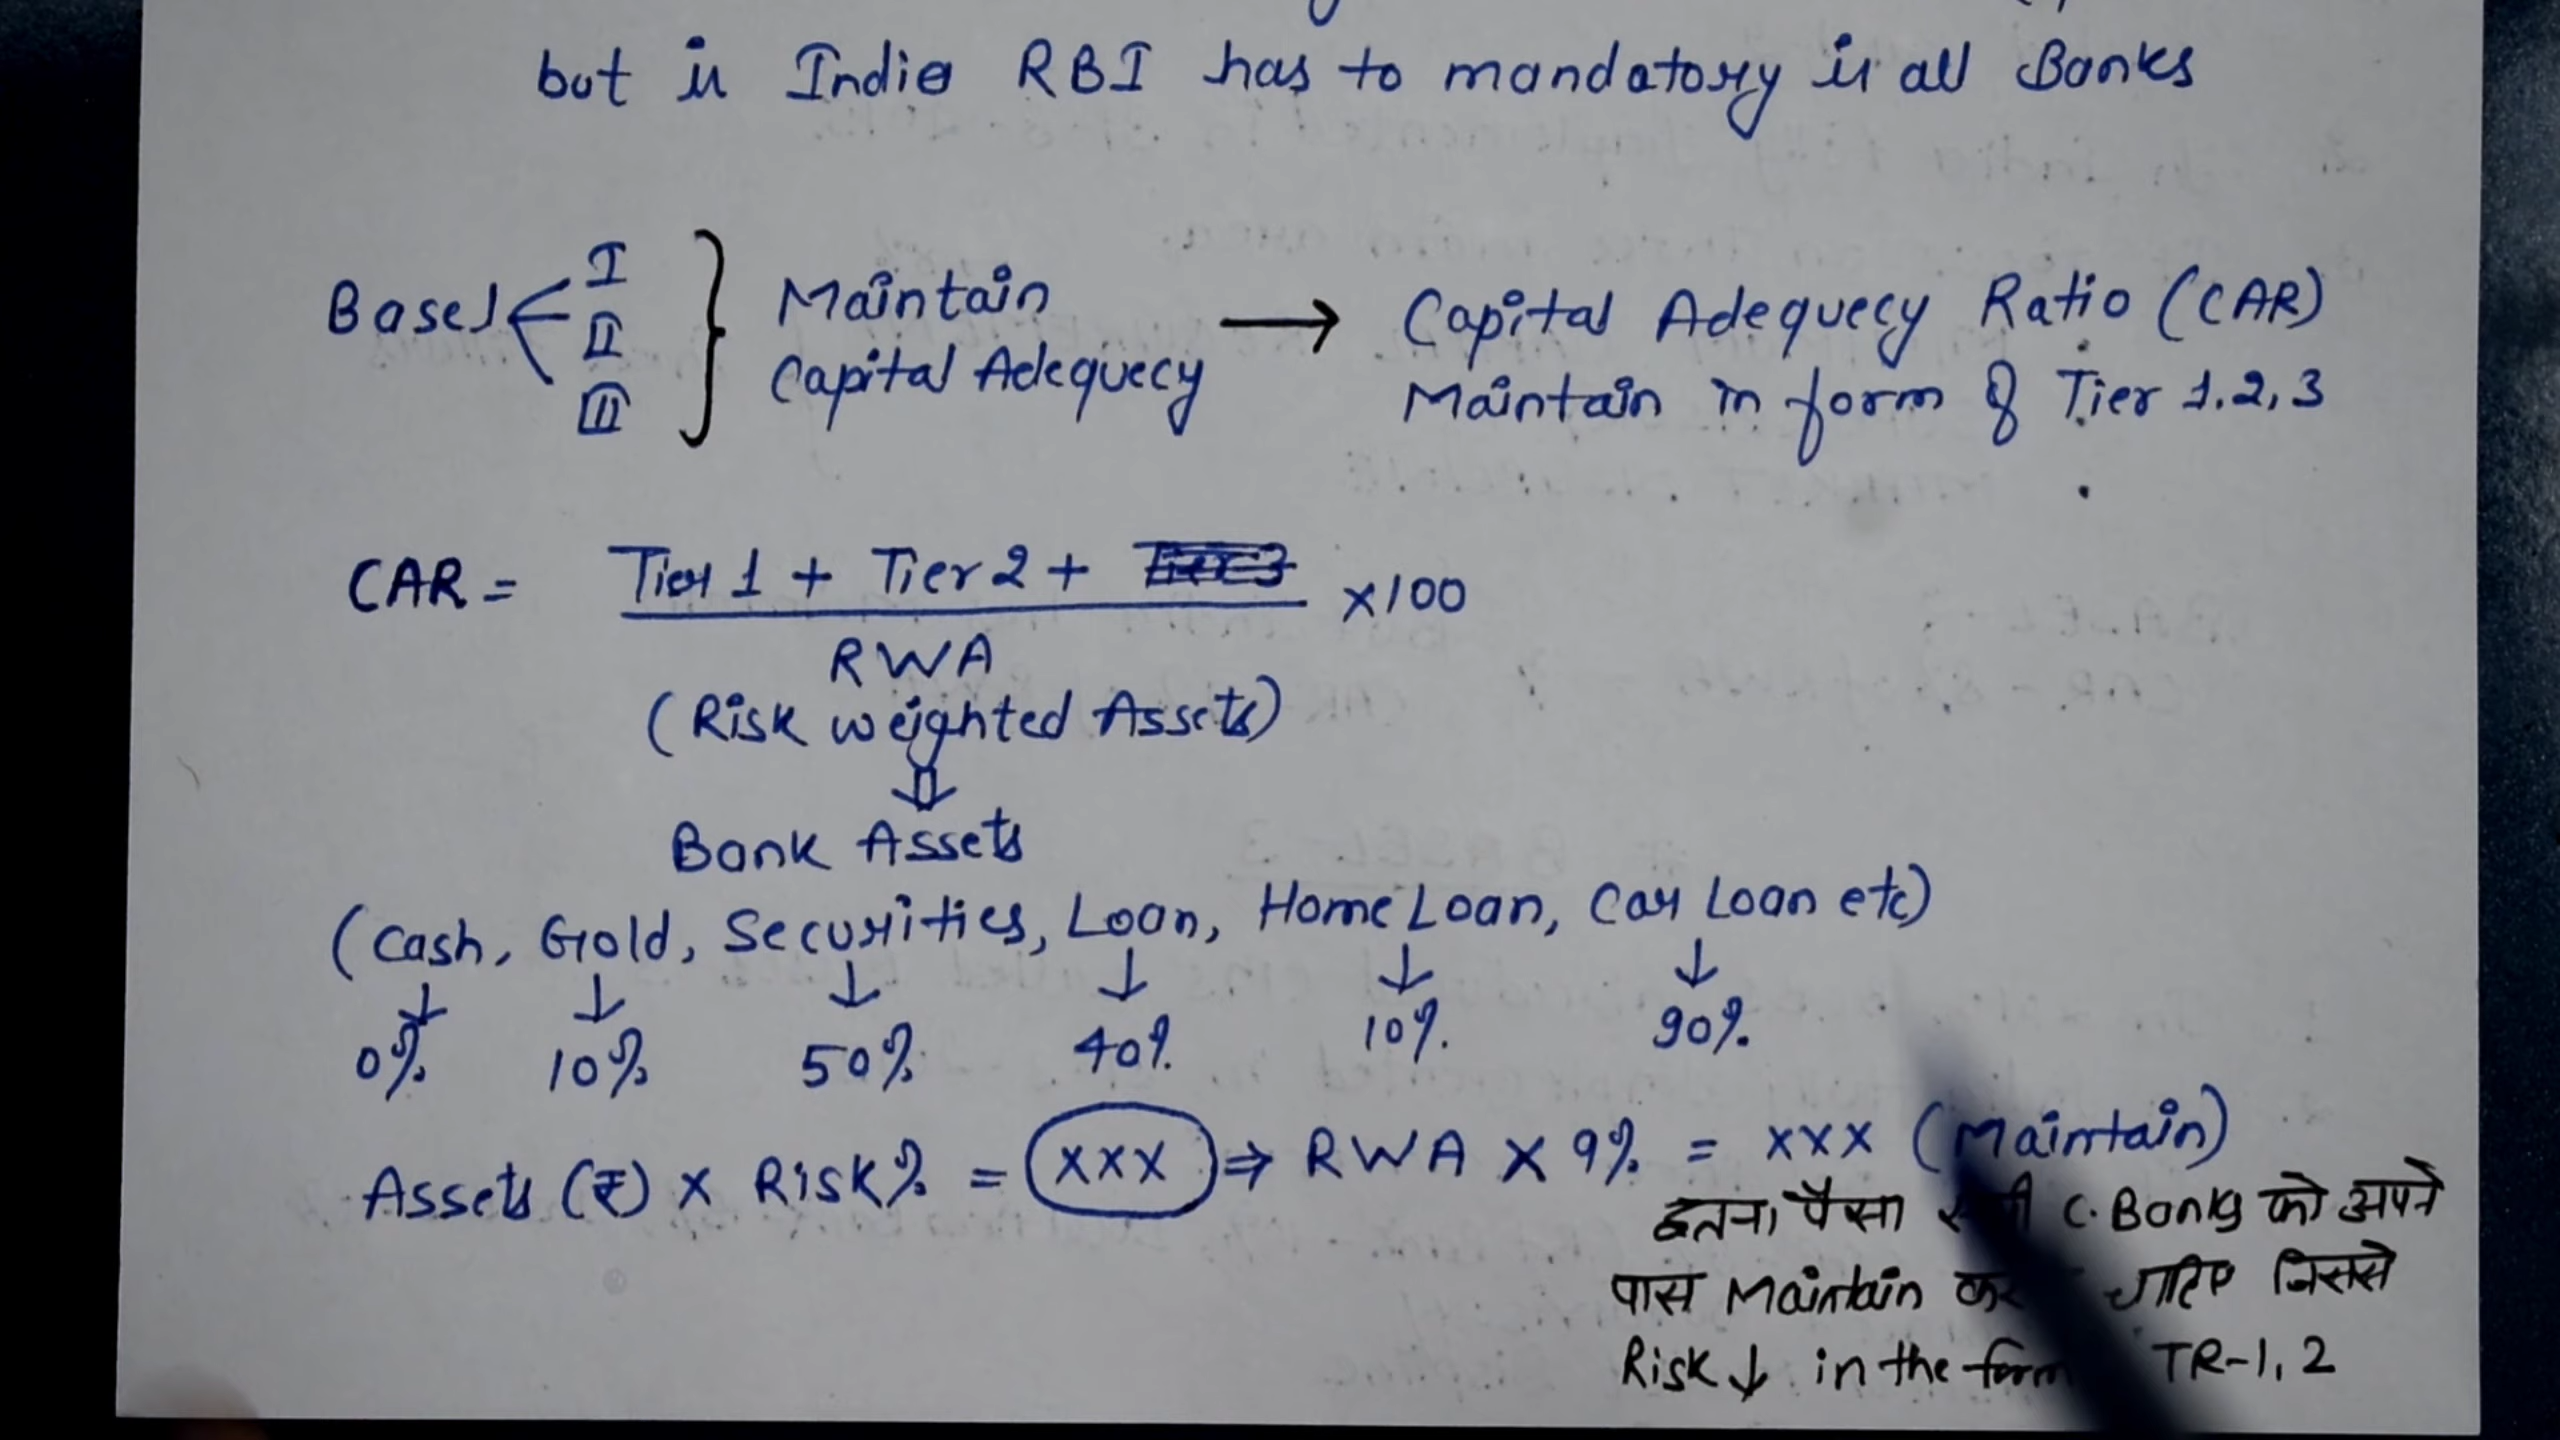 but in India RBI has to mandatory in all Banks
Basel
I
II
III
Maintain
Capital Adequecy
→ Capital Adequecy Ratio (CAR)
Maintain in form of Tier 1.2,3
CAR = Tier 1 + Tier 2 + ×100
RWA
(Risk weighted Assets)
Bank Assets
(Cash, Gold, Securities, Loan, Home Loan, Car Loan etc)
0% 10% 50% 40% 10% 90%
Assets (₹) × Risk% = xxx ⇒ RWA × 9% = xxx (Maintain)
इतना पैसा C. Banks को अपने
पास Maintain चाहिए जिससे
Risk ↓ in the form TR-1, 2